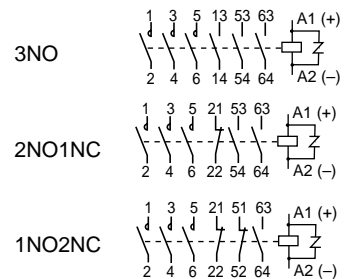 1 3 5 13 53 63 A1 (+)
3NO
2 4 6 14 54 64 A2 (–)
1 3 5 21 53 63 A1 (+)
2NO1NC
2 4 6 22 54 64 A2 (–)
1 3 5 21 51 63 A1 (+)
1NO2NC
2 4 6 22 52 64 A2 (–)